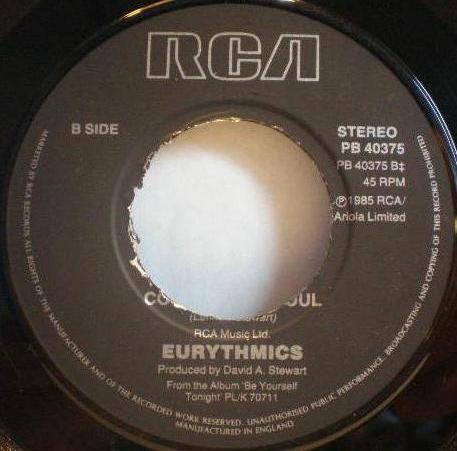 RCA
B SIDE
STEREO
PB 40375
PB 40375 B‡
45 RPM
℗1985 RCA/
Ariola Limited
RCA Music Ltd.
EURYTHMICS
Produced by David A. Stewart
From the Album 'Be Yourself
Tonight' PL/K 70711
MARKETED BY RCA RECORDS. ALL RIGHTS OF THE MANUFACTURER AND OF THE RECORDED WORK RESERVED. UNAUTHORISED PUBLIC PERFORMANCE, BROADCASTING AND COPYING OF THIS RECORD PROHIBITED
MANUFACTURED IN ENGLAND